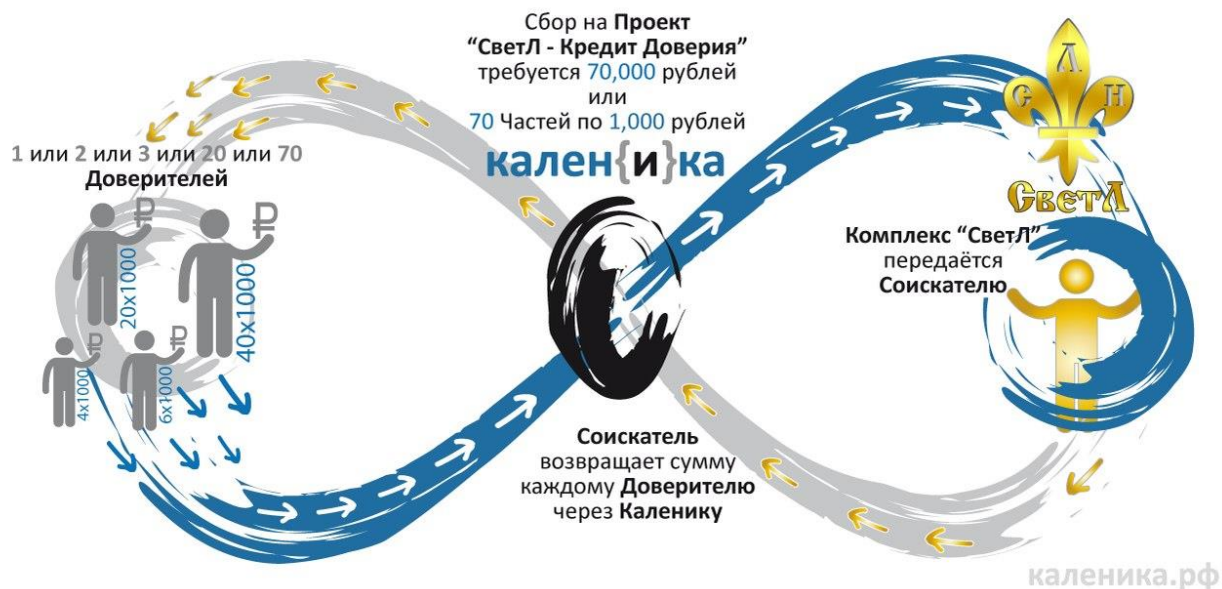 Сбор на Проект
“СветЛ - Кредит Доверия”
требуется 70,000 рублей
или
70 Частей по 1,000 рублей
кален{и}ка
1 или 2 или 3 или 20 или 70
Доверителей
20x1000
40x1000
4x1000
6x1000
С Л Н
СветЛ
Комплекс “СветЛ”
передаётся
Соискателю
Соискатель
возвращает сумму
каждому Доверителю
через Каленику
каленика.рф